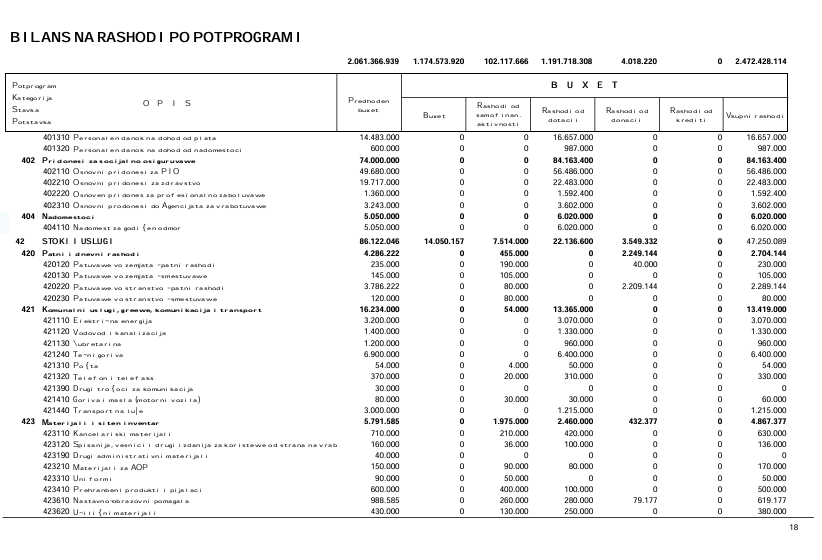 BILANS NA RASHODI PO POTPROGRAMI
2.061.366.939 1.174.573.920 102.117.666 1.191.718.308 4.018.220 0 2.472.428.114
Potprogram
Kategorija
Stavka
Potstavka
O P I S
Predhoden buxet
B U X E T
Buxet
Rashodi od samofinan. aktivnosti
Rashodi od dotacii
Rashodi od donacii
Rashodi od krediti
Vsupni rashodi
401310 Personalen danok na dohod od plata 14.483.000 0 0 16.657.000 0 0 16.657.000
401320 Personalen danok na dohod od nadomestoci 600.000 0 0 987.000 0 0 987.000
402 Pridonesi za socijalno osiguruvawe 74.000.000 0 0 84.163.400 0 0 84.163.400
402110 Osnovni pridonesi za PIO 49.680.000 0 0 56.486.000 0 0 56.486.000
402210 Osnovni pridonesi za zdravstvo 19.717.000 0 0 22.483.000 0 0 22.483.000
402220 Osnoven pridones za profesionalno zaboluvawe 1.360.000 0 0 1.592.400 0 0 1.592.400
402310 Osnovni prodonesi do Agencijata za vrabotuvawe 3.243.000 0 0 3.602.000 0 0 3.602.000
404 Nadomestoci 5.050.000 0 0 6.020.000 0 0 6.020.000
404110 Nadomest za godi{en odmor 5.050.000 0 0 6.020.000 0 0 6.020.000
42 STOKI I USLUGI 86.122.046 14.050.157 7.514.000 22.136.600 3.549.332 0 47.250.089
420 Patni i dnevni rashodi 4.286.222 0 455.000 0 2.249.144 0 2.704.144
420120 Patuvawe vo zemjata -patni rashodi 235.000 0 190.000 0 40.000 0 230.000
420130 Patuvawe vo zemjata -smestuvawe 145.000 0 105.000 0 0 0 105.000
420220 Patuvawe vo stranstvo -patni rashodi 3.786.222 0 80.000 0 2.209.144 0 2.289.144
420230 Patuvawe vo stranstvo -smestuvawe 120.000 0 80.000 0 0 0 80.000
421 Komunalni uslugi, greewe, komunikacija i transport 16.234.000 0 54.000 13.365.000 0 0 13.419.000
421110 Elektri~na energija 3.200.000 0 0 3.070.000 0 0 3.070.000
421120 Vodovod i kanalizacija 1.400.000 0 0 1.330.000 0 0 1.330.000
421130 \ubretarina 1.200.000 0 0 960.000 0 0 960.000
421240 Te~ni goriva 6.900.000 0 0 6.400.000 0 0 6.400.000
421310 Po{ta 54.000 0 4.000 50.000 0 0 54.000
421320 Telefon i telefaks 370.000 0 20.000 310.000 0 0 330.000
421390 Drugi tro{oci za komunikacija 30.000 0 0 0 0 0 0
421410 Goriva i masla (motorni vozila) 80.000 0 30.000 30.000 0 0 60.000
421440 Transport na lu|e 3.000.000 0 0 1.215.000 0 0 1.215.000
423 Materijali i siten inventar 5.791.585 0 1.975.000 2.460.000 432.377 0 4.867.377
423110 Kancelariski materijali 710.000 0 210.000 420.000 0 0 630.000
423120 Spisanija, vesnici i drugi izdanija za koristewe od strana na vrab 160.000 0 36.000 100.000 0 0 136.000
423190 Drugi administrativni materijali 40.000 0 0 0 0 0 0
423210 Materijali za AOP 150.000 0 90.000 80.000 0 0 170.000
423310 Uniformi 90.000 0 50.000 0 0 0 50.000
423410 Prehranbeni produkti i pijalaci 600.000 0 400.000 100.000 0 0 500.000
423610 Nastavno obrazovni pomagala 988.585 0 260.000 280.000 79.177 0 619.177
423620 U~ili{ni materijali 430.000 0 130.000 250.000 0 0 380.000
18